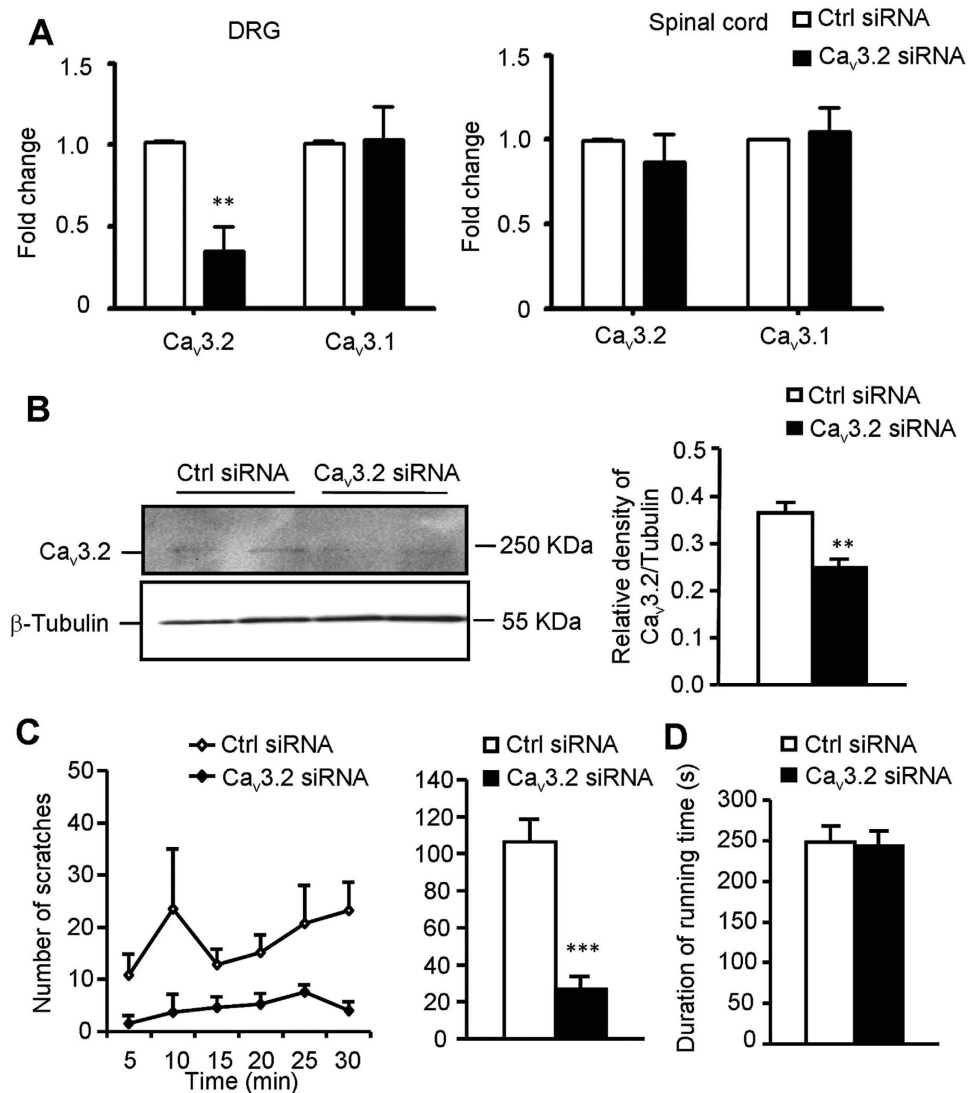 A
DRG
Spinal cord
Ctrl siRNA
Caᵥ3.2 siRNA
Fold change
1.5
1.0
0.5
0
Caᵥ3.2
Caᵥ3.1
**
Fold change
1.5
1.0
0.5
0
Caᵥ3.2
Caᵥ3.1
B
Ctrl siRNA
Caᵥ3.2 siRNA
Caᵥ3.2
250 KDa
β-Tubulin
55 KDa
Ctrl siRNA
Caᵥ3.2 siRNA
Relative density of
Caᵥ3.2/Tubulin
0.5
0.4
0.3
0.2
0.1
0.0
**
C
Ctrl siRNA
Caᵥ3.2 siRNA
Number of scratches
50
40
30
20
10
0
5 10 15 20 25 30
Time (min)
Ctrl siRNA
Caᵥ3.2 siRNA
140
120
100
80
60
40
20
0
***
D
Ctrl siRNA
Caᵥ3.2 siRNA
Duration of running time (s)
300
250
200
150
100
50
0